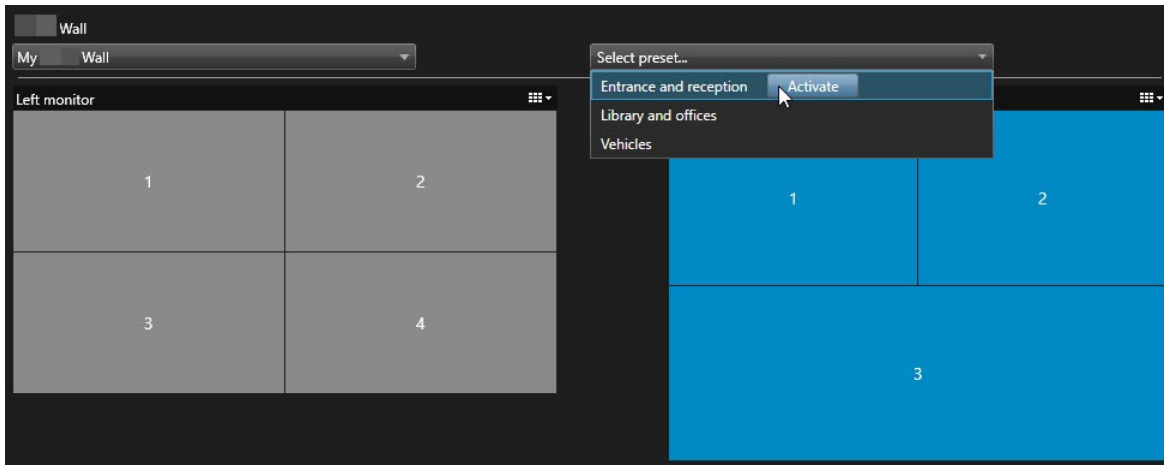 Wall
My Wall
Select preset...
Entrance and reception Activate
Library and offices
Vehicles
Left monitor
1 2
3 4
1 2
3